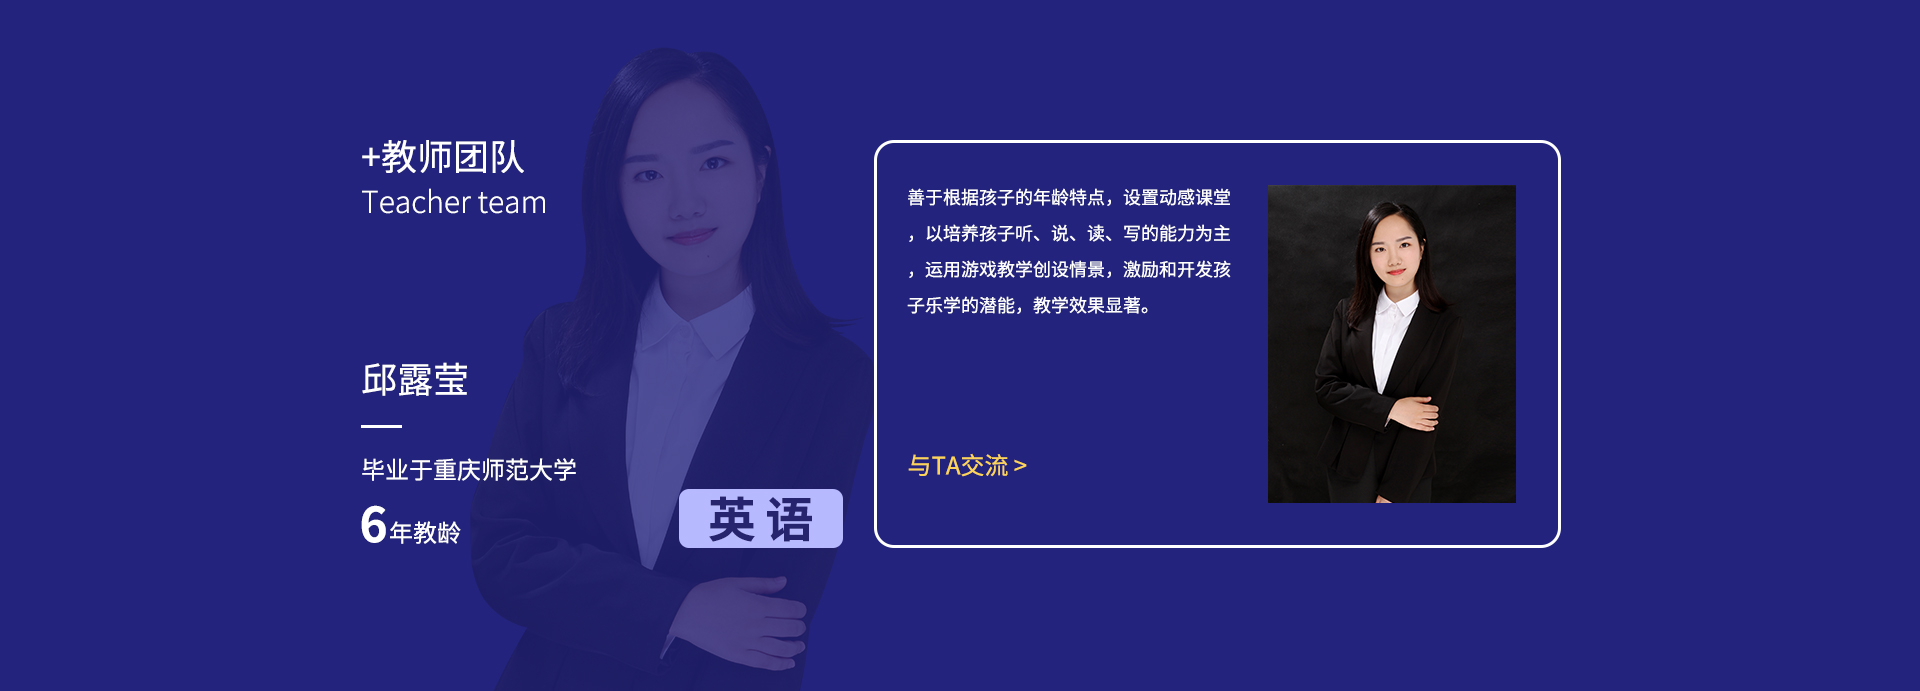 +教师团队
Teacher team
邱露莹
毕业于重庆师范大学
6年教龄
英语
善于根据孩子的年龄特点，设置动感课堂
，以培养孩子听、说、读、写的能力为主
，运用游戏教学创设情景，激励和开发孩
子乐学的潜能，教学效果显著。
与TA交流 >